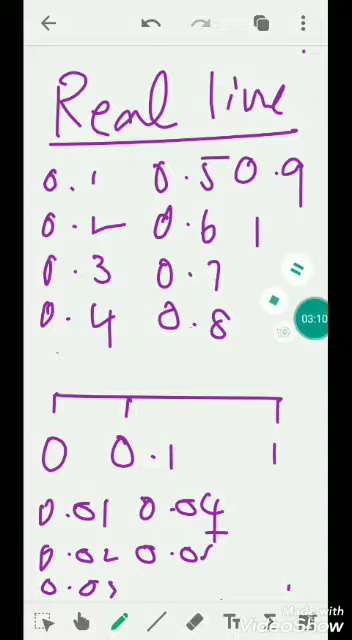 Real line
0.1 0.5 0.9
0.2 0.6 1
0.3 0.7
0.4 0.8
03:10
0 0.1 1
0.01 0.04
0.02 0.05
0.03
Made with
VideoShow
Tт